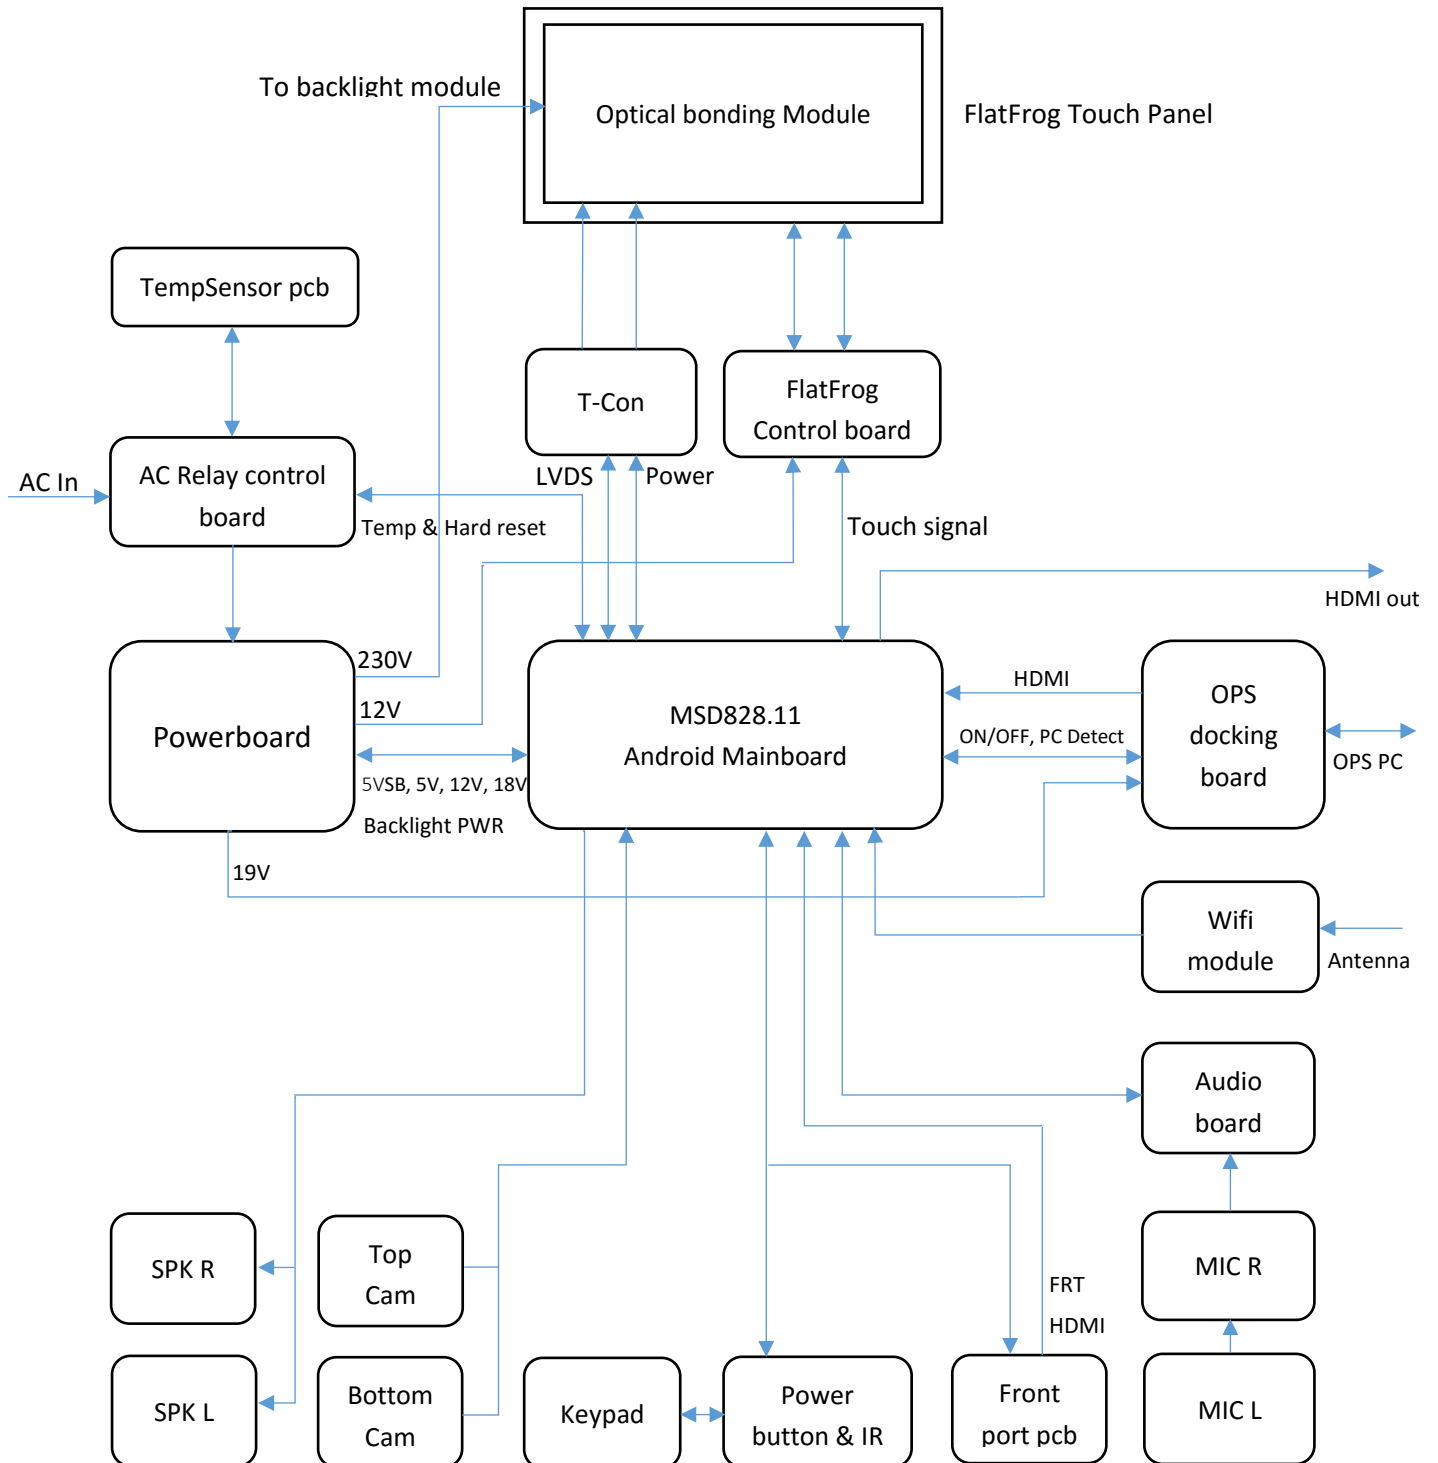 To backlight module
Optical bonding Module
FlatFrog Touch Panel
TempSensor pcb
T-Con
FlatFrog
Control board
AC In
AC Relay control
board
LVDS
Power
Temp & Hard reset
Touch signal
HDMI out
230V
12V
Powerboard
MSD828.11
Android Mainboard
HDMI
ON/OFF, PC Detect
OPS
docking
board
OPS PC
5VSB, 5V, 12V, 18V
Backlight PWR
19V
Wifi
module
Antenna
Audio
board
SPK R
Top
Cam
FRT
HDMI
MIC R
SPK L
Bottom
Cam
Keypad
Power
button & IR
Front
port pcb
MIC L